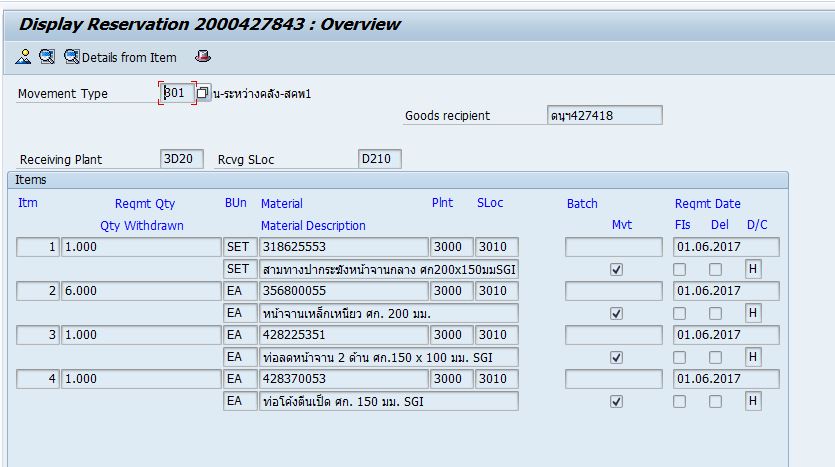 Display Reservation 2000427843 : Overview
Details from Item
Movement Type 301 น-ระหว่างคลัง-สคพ1
Goods recipient ดนุฯ427418
Receiving Plant 3D20 Rcvg SLoc D210
Items
Itm Reqmt Qty BUn Material Plnt SLoc Batch Reqmt Date
Qty Withdrawn Material Description Mvt FIs Del D/C
1 1.000 SET 318625553 3000 3010 01.06.2017
SET สามทางปากระฆังหน้าจานกลาง ศก200x150มมSGI H
2 6.000 EA 356800055 3000 3010 01.06.2017
EA หน้าจานเหล็กเหนียว ศก. 200 มม. H
3 1.000 EA 428225351 3000 3010 01.06.2017
EA ท่อลดหน้าจาน 2 ด้าน ศก.150 x 100 มม. SGI H
4 1.000 EA 428370053 3000 3010 01.06.2017
EA ท่อโค้งตีนเป็ด ศก. 150 มม. SGI H